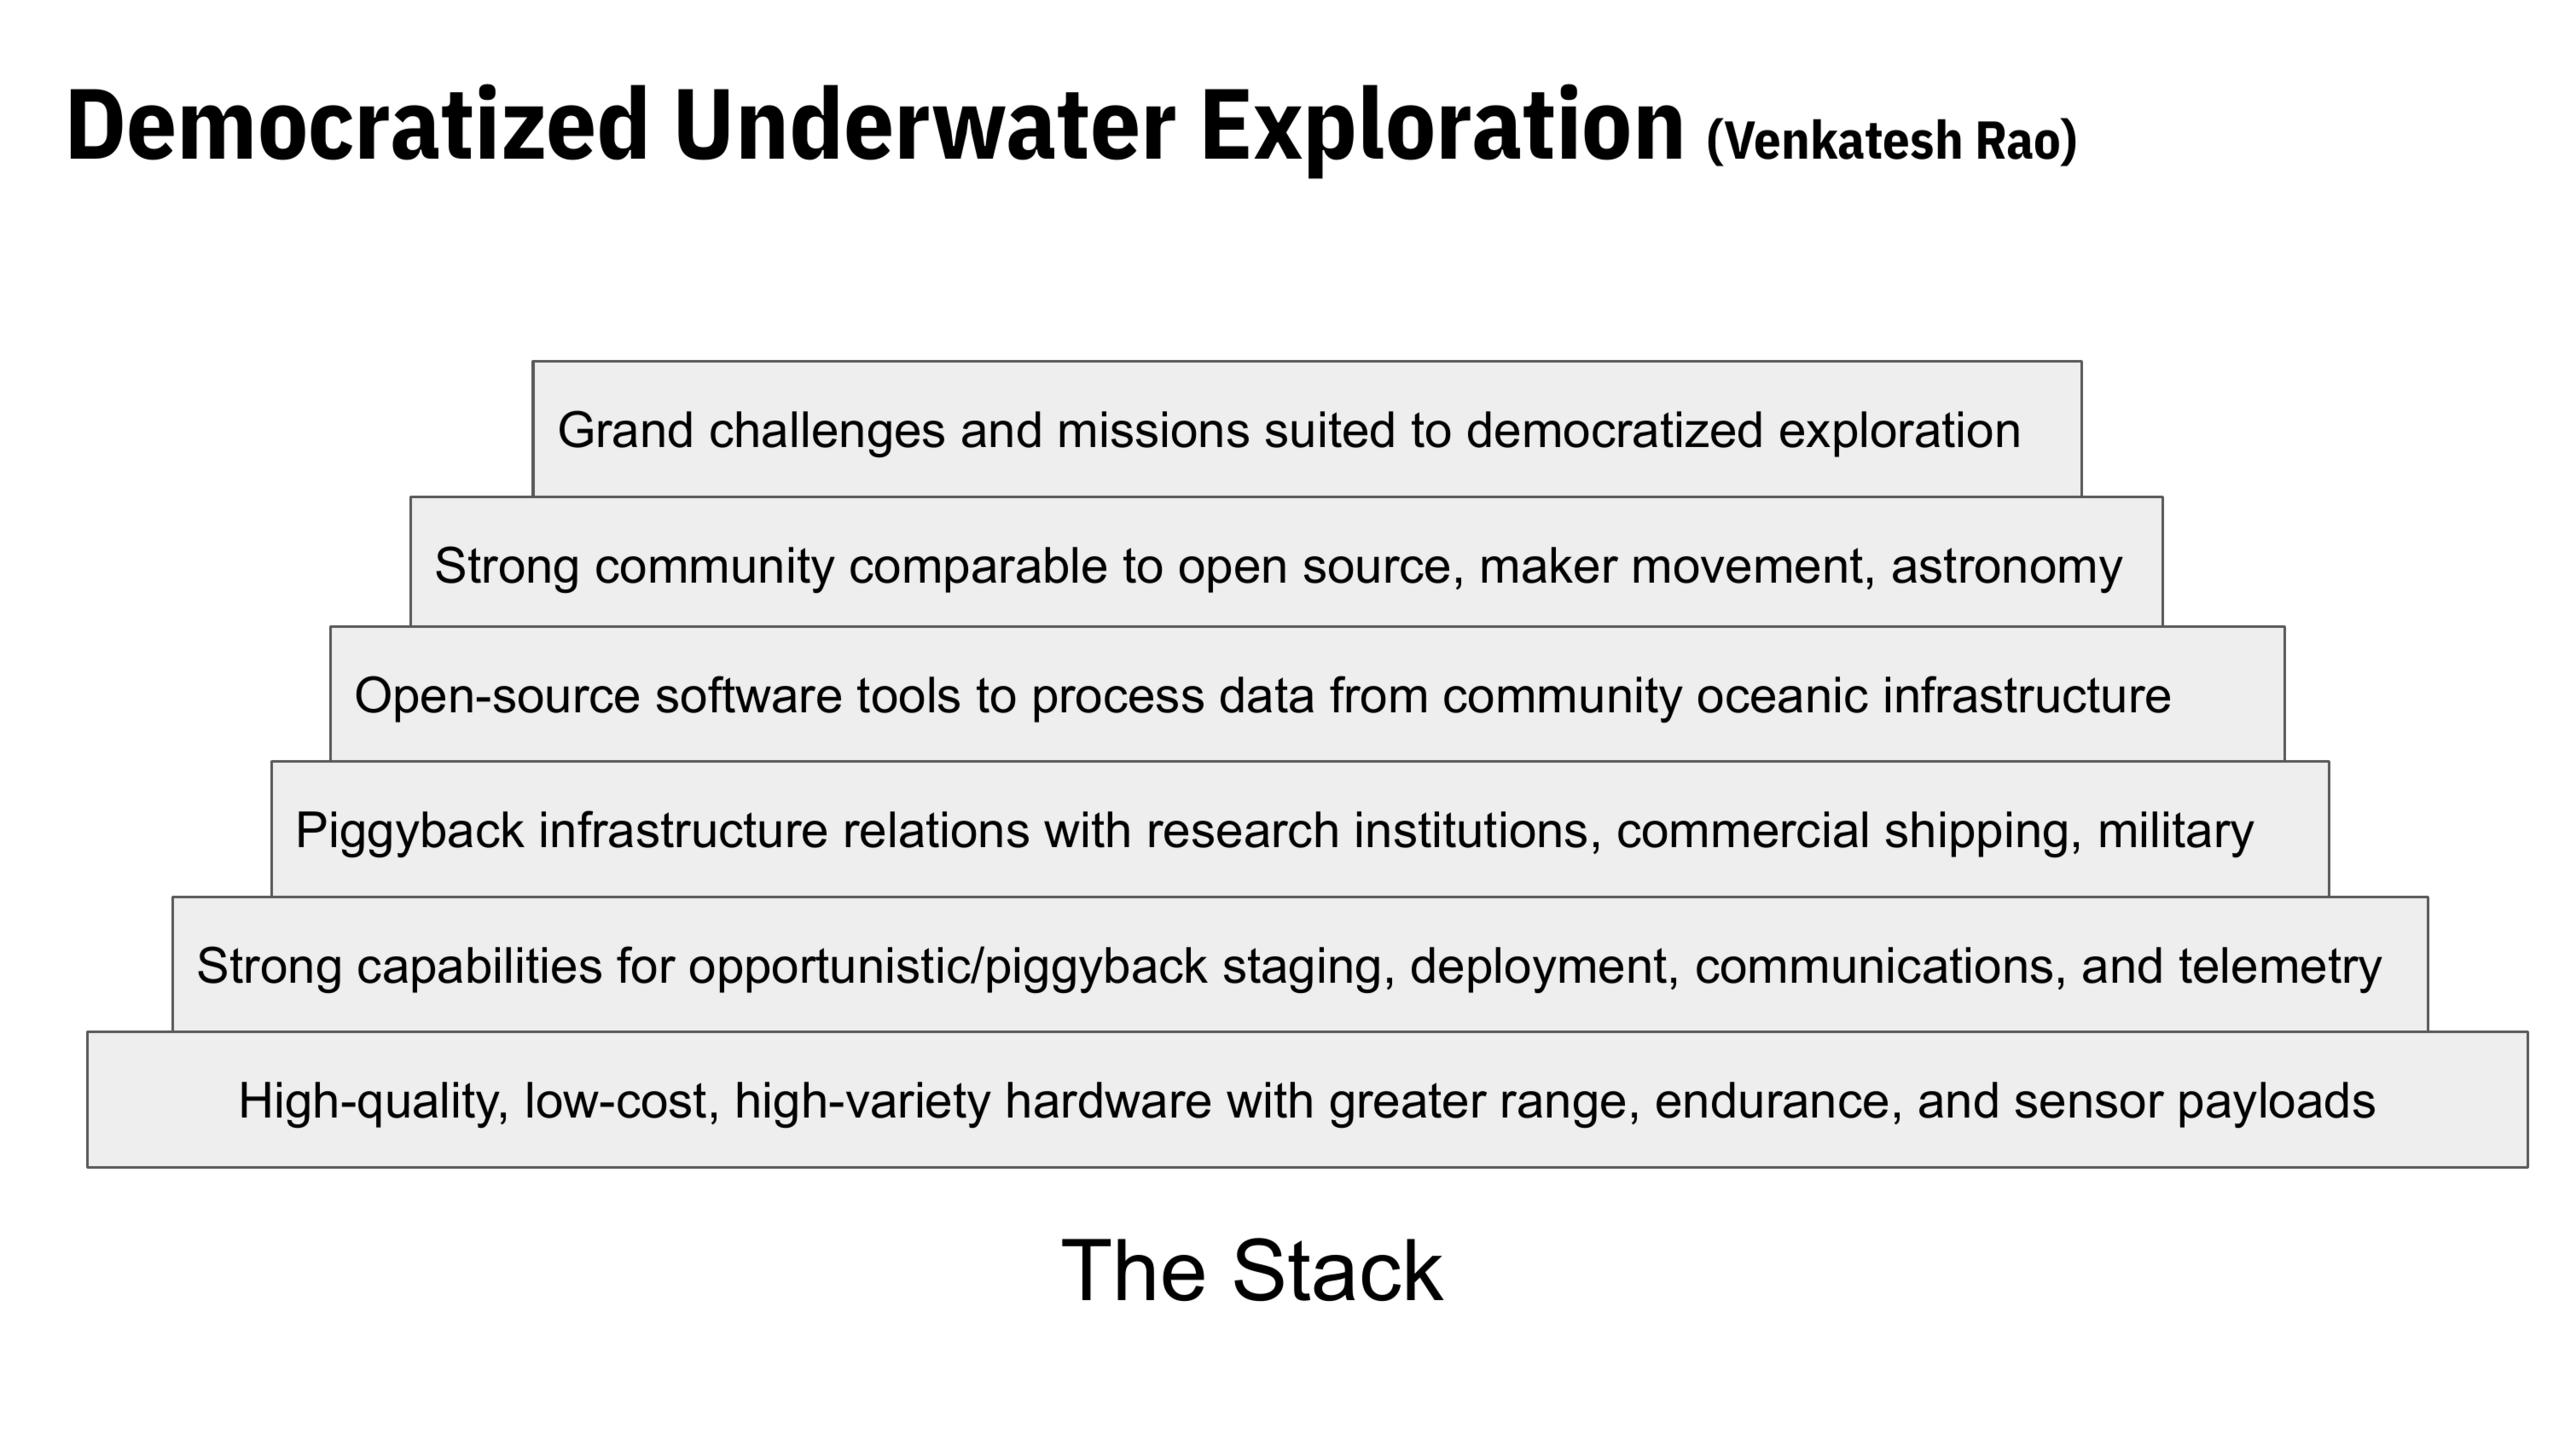 Democratized Underwater Exploration (Venkatesh Rao)
Grand challenges and missions suited to democratized exploration
Strong community comparable to open source, maker movement, astronomy
Open-source software tools to process data from community oceanic infrastructure
Piggyback infrastructure relations with research institutions, commercial shipping, military
Strong capabilities for opportunistic/piggyback staging, deployment, communications, and telemetry
High-quality, low-cost, high-variety hardware with greater range, endurance, and sensor payloads
The Stack